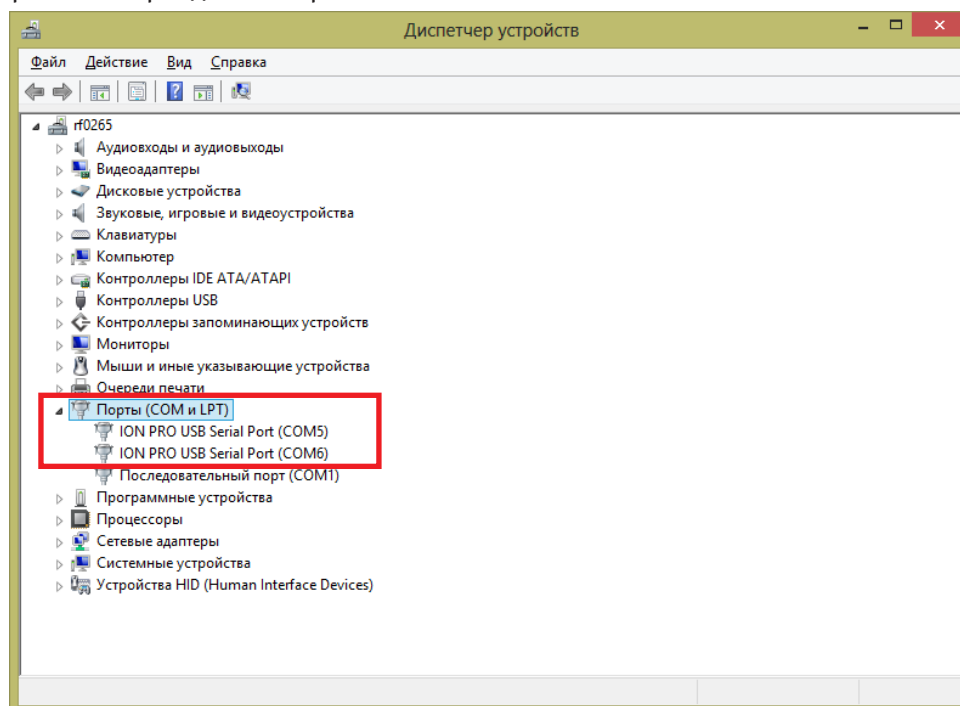 Диспетчер устройств
Файл Действие Вид Справка
rf0265
Аудиовходы и аудиовыходы
Видеоадаптеры
Дисковые устройства
Звуковые, игровые и видеоустройства
Клавиатуры
Компьютер
Контроллеры IDE ATA/ATAPI
Контроллеры USB
Контроллеры запоминающих устройств
Мониторы
Мыши и иные указывающие устройства
Очереди печати
Порты (COM и LPT)
ION PRO USB Serial Port (COM5)
ION PRO USB Serial Port (COM6)
Последовательный порт (COM1)
Программные устройства
Процессоры
Сетевые адаптеры
Системные устройства
Устройства HID (Human Interface Devices)